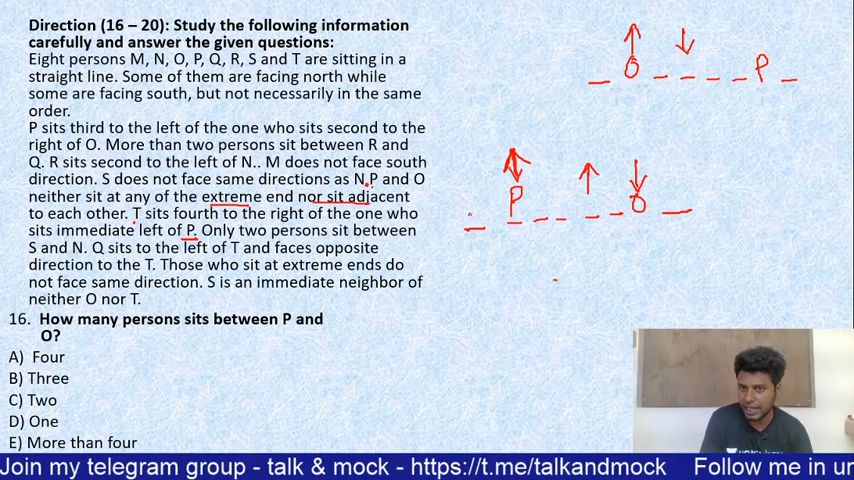 Direction (16 – 20): Study the following information
carefully and answer the given questions:
Eight persons M, N, O, P, Q, R, S and T are sitting in a
straight line. Some of them are facing north while
some are facing south, but not necessarily in the same
order.
P sits third to the left of the one who sits second to the
right of O. More than two persons sit between R and
Q. R sits second to the left of N.. M does not face south
direction. S does not face same directions as N.P and O
neither sit at any of the extreme end nor sit adjacent
to each other. T sits fourth to the right of the one who
sits immediate left of P. Only two persons sit between
S and N. Q sits to the left of T and faces opposite
direction to the T. Those who sit at extreme ends do
not face same direction. S is an immediate neighbor of
neither O nor T.
16. How many persons sits between P and
O?
A) Four
B) Three
C) Two
D) One
E) More than four
O P
P O
Join my telegram group - talk & mock - https://t.me/talkandmock Follow me in ur